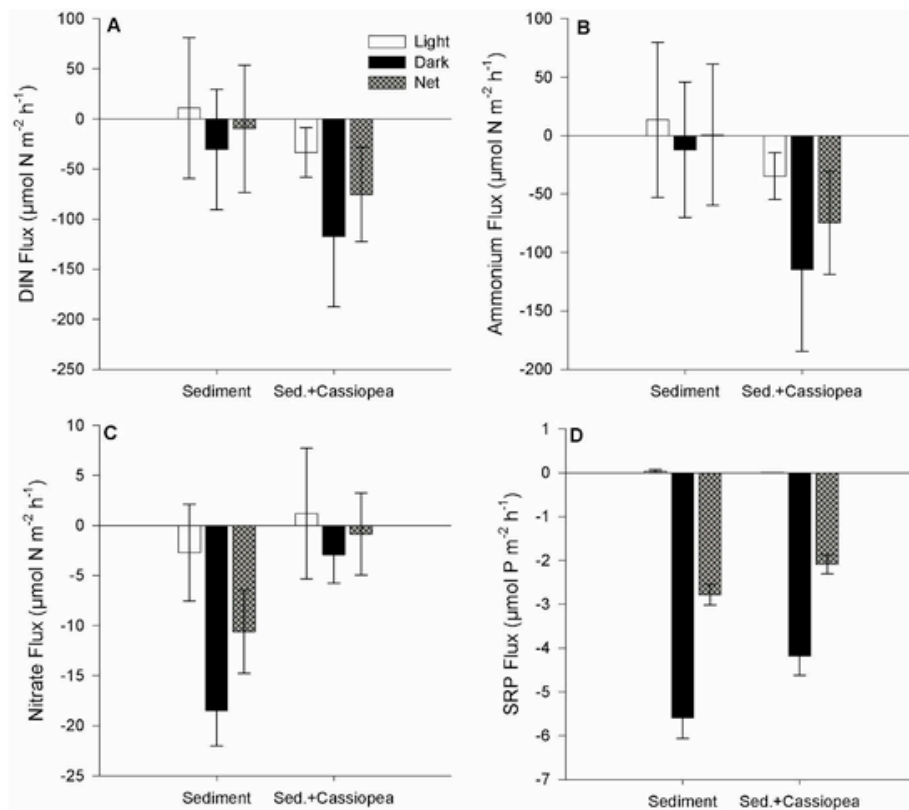 A
DIN Flux (µmol N m-2 h-1)
100
50
0
-50
-100
-150
-200
-250
Light
Dark
Net
Sediment
Sed.+Cassiopea
B
Ammonium Flux (µmol N m-2 h-1)
100
50
0
-50
-100
-150
-200
Sediment
Sed.+Cassiopea
C
Nitrate Flux (µmol N m-2 h-1)
10
5
0
-5
-10
-15
-20
-25
Sediment
Sed.+Cassiopea
D
SRP Flux (µmol P m-2 h-1)
1
0
-1
-2
-3
-4
-5
-6
-7
Sediment
Sed.+Cassiopea